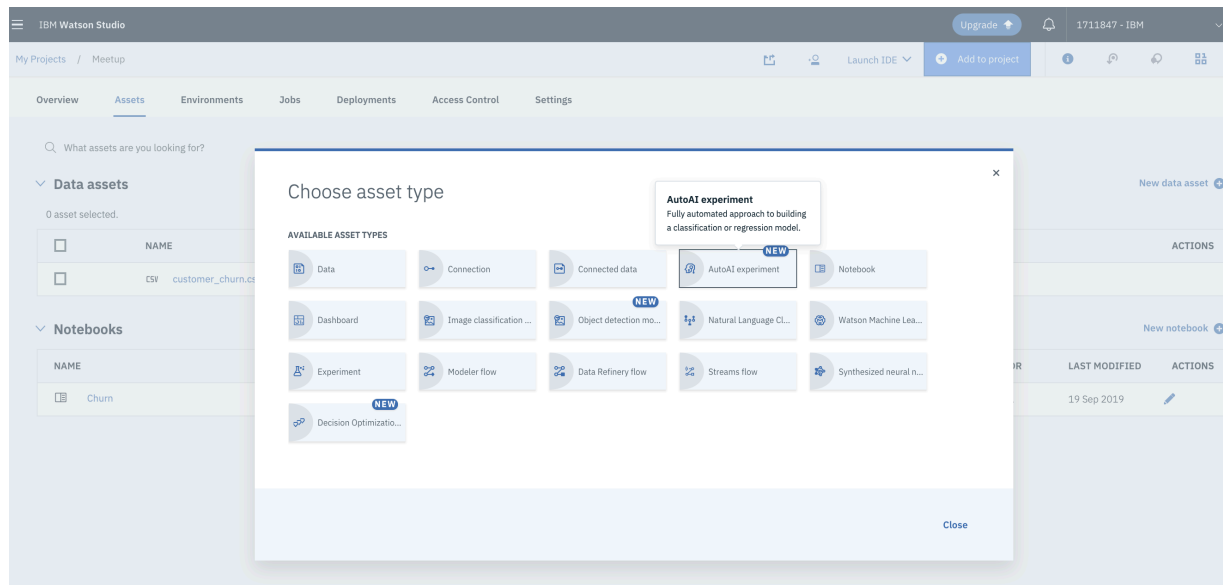 IBM Watson Studio
Upgrade
1711847 - IBM
My Projects / Meetup
Launch IDE
Add to project
Overview Assets Environments Jobs Deployments Access Control Settings
What assets are you looking for?
Data assets
New data asset
0 asset selected.
NAME
ACTIONS
CSV customer_churn.cs
Notebooks
New notebook
NAME
LAST MODIFIED ACTIONS
Churn
19 Sep 2019
Choose asset type
×
AutoAI experiment
Fully automated approach to building
a classification or regression model.
AVAILABLE ASSET TYPES
NEW
Data Connection Connected data AutoAI experiment Notebook
NEW
Dashboard Image classification ... Object detection mo... Natural Language Cl... Watson Machine Lea...
Experiment Modeler flow Data Refinery flow Streams flow Synthesized neural n...
NEW
Decision Optimizatio...
Close